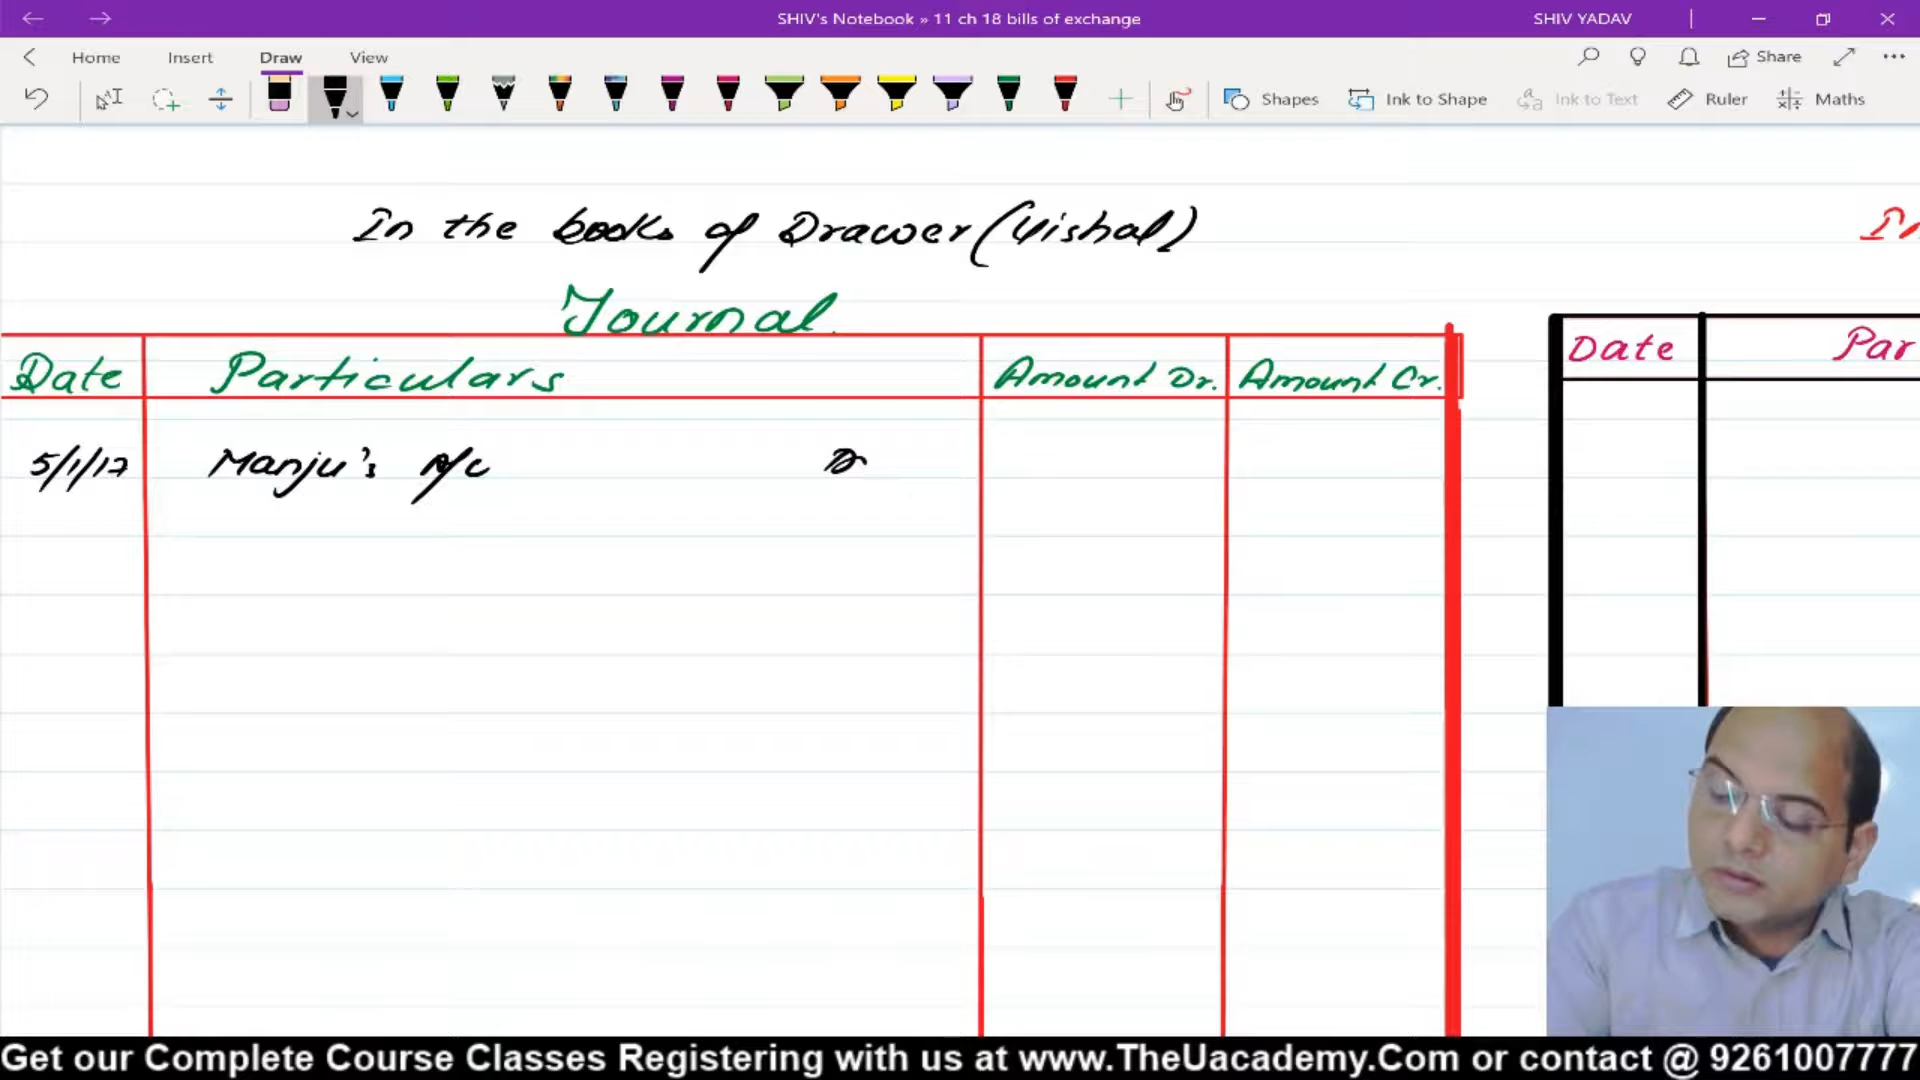 SHIV's Notebook » 11 ch 18 bills of exchange
SHIV YADAV
Home Insert Draw View
Share
Shapes Ink to Shape Ink to Text Ruler Maths
In the books of Drawer (Vishal)
In
Journal
Date Particulars Amount Dr. Amount Cr.
Date Par
5/1/17 Manju's A/c Dr
Get our Complete Course Classes Registering with us at www.TheUacademy.Com or contact @ 9261007777